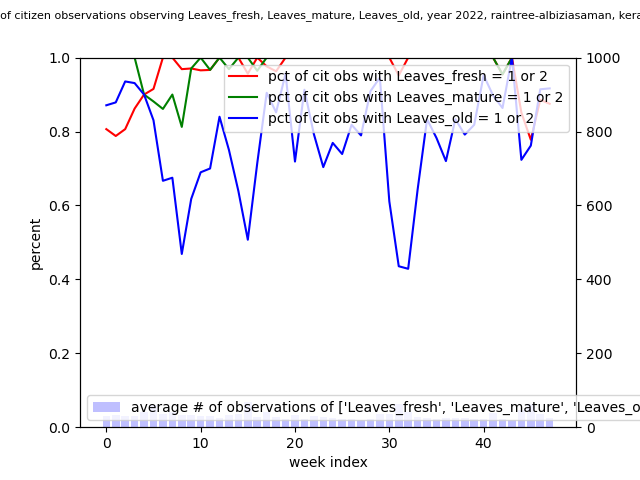 of citizen observations observing Leaves_fresh, Leaves_mature, Leaves_old, year 2022, raintree-albiziasaman,
1.0
0.8
0.6
0.4
0.2
0.0
percent
1000
800
600
400
200
0
pct of cit obs with Leaves_fresh = 1 or 2
pct of cit obs with Leaves_mature = 1 or 2
pct of cit obs with Leaves_old = 1 or 2
average # of observations of ['Leaves_fresh', 'Leaves_mature',
0 10 20 30 40
week index